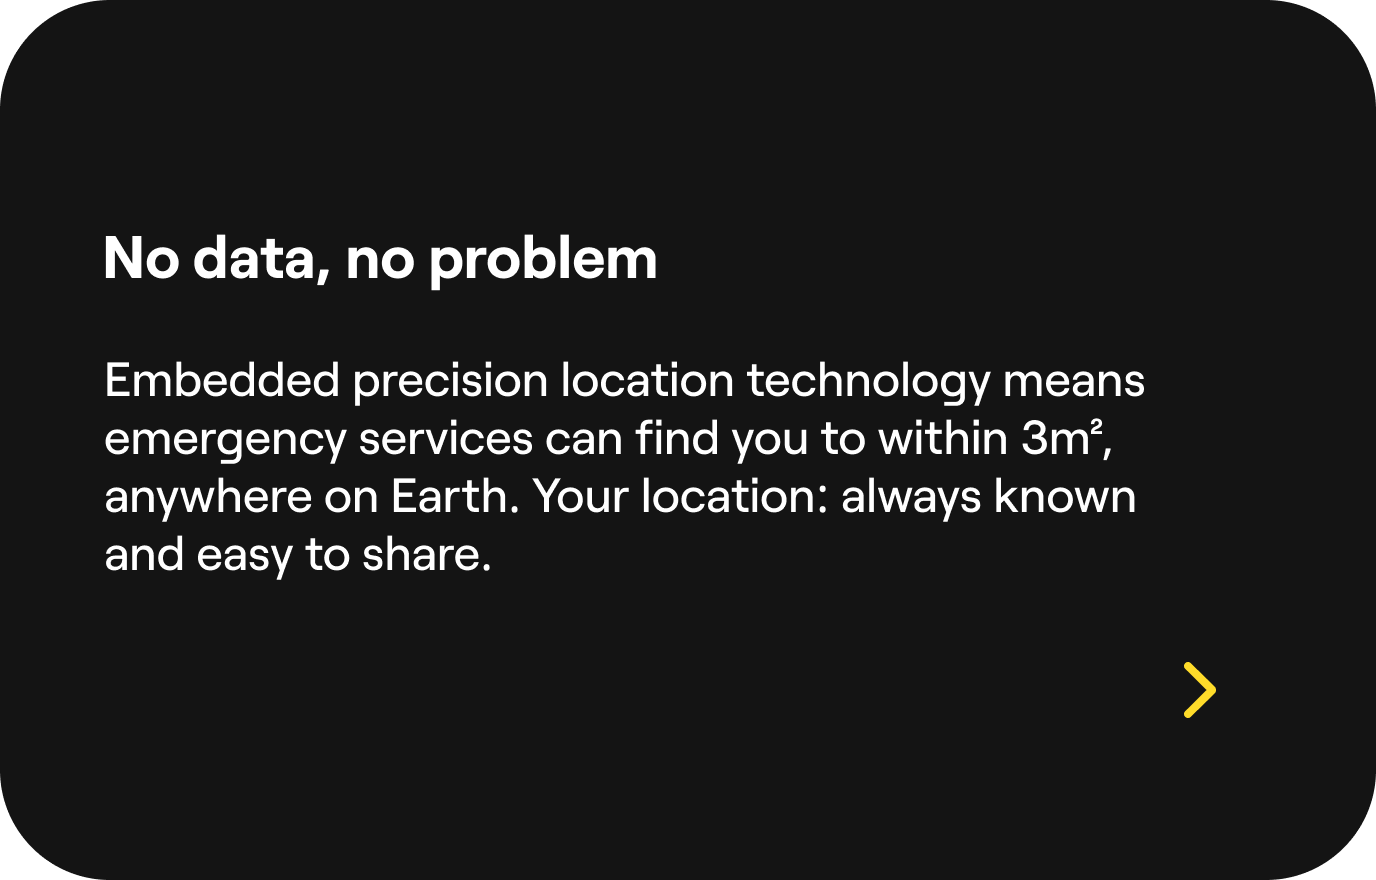 No data, no problem
Embedded precision location technology means
emergency services can find you to within 3m²,
anywhere on Earth. Your location: always known
and easy to share.